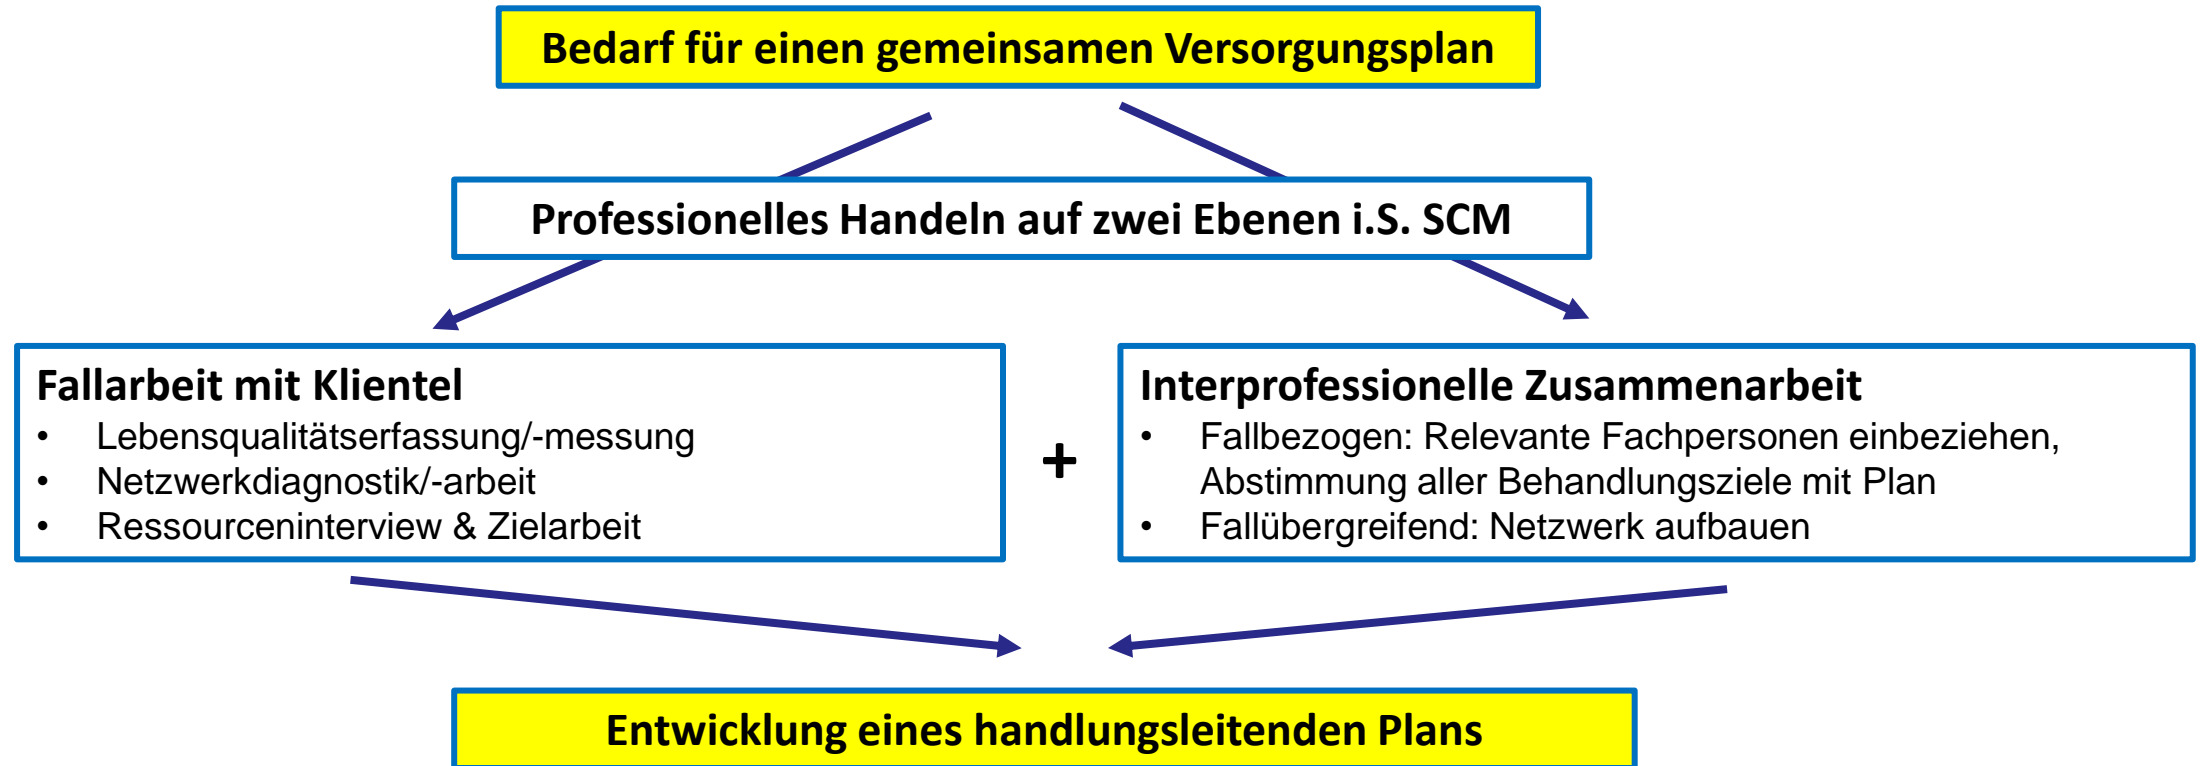 Bedarf für einen gemeinsamen Versorgungsplan
Professionelles Handeln auf zwei Ebenen i.S. SCM
Fallarbeit mit Klientel
• Lebensqualitätserfassung/-messung
• Netzwerkdiagnostik/-arbeit
• Ressourceninterview & Zielarbeit
+
Interprofessionelle Zusammenarbeit
• Fallbezogen: Relevante Fachpersonen einbeziehen,
Abstimmung aller Behandlungsziele mit Plan
• Fallübergreifend: Netzwerk aufbauen
Entwicklung eines handlungsleitenden Plans